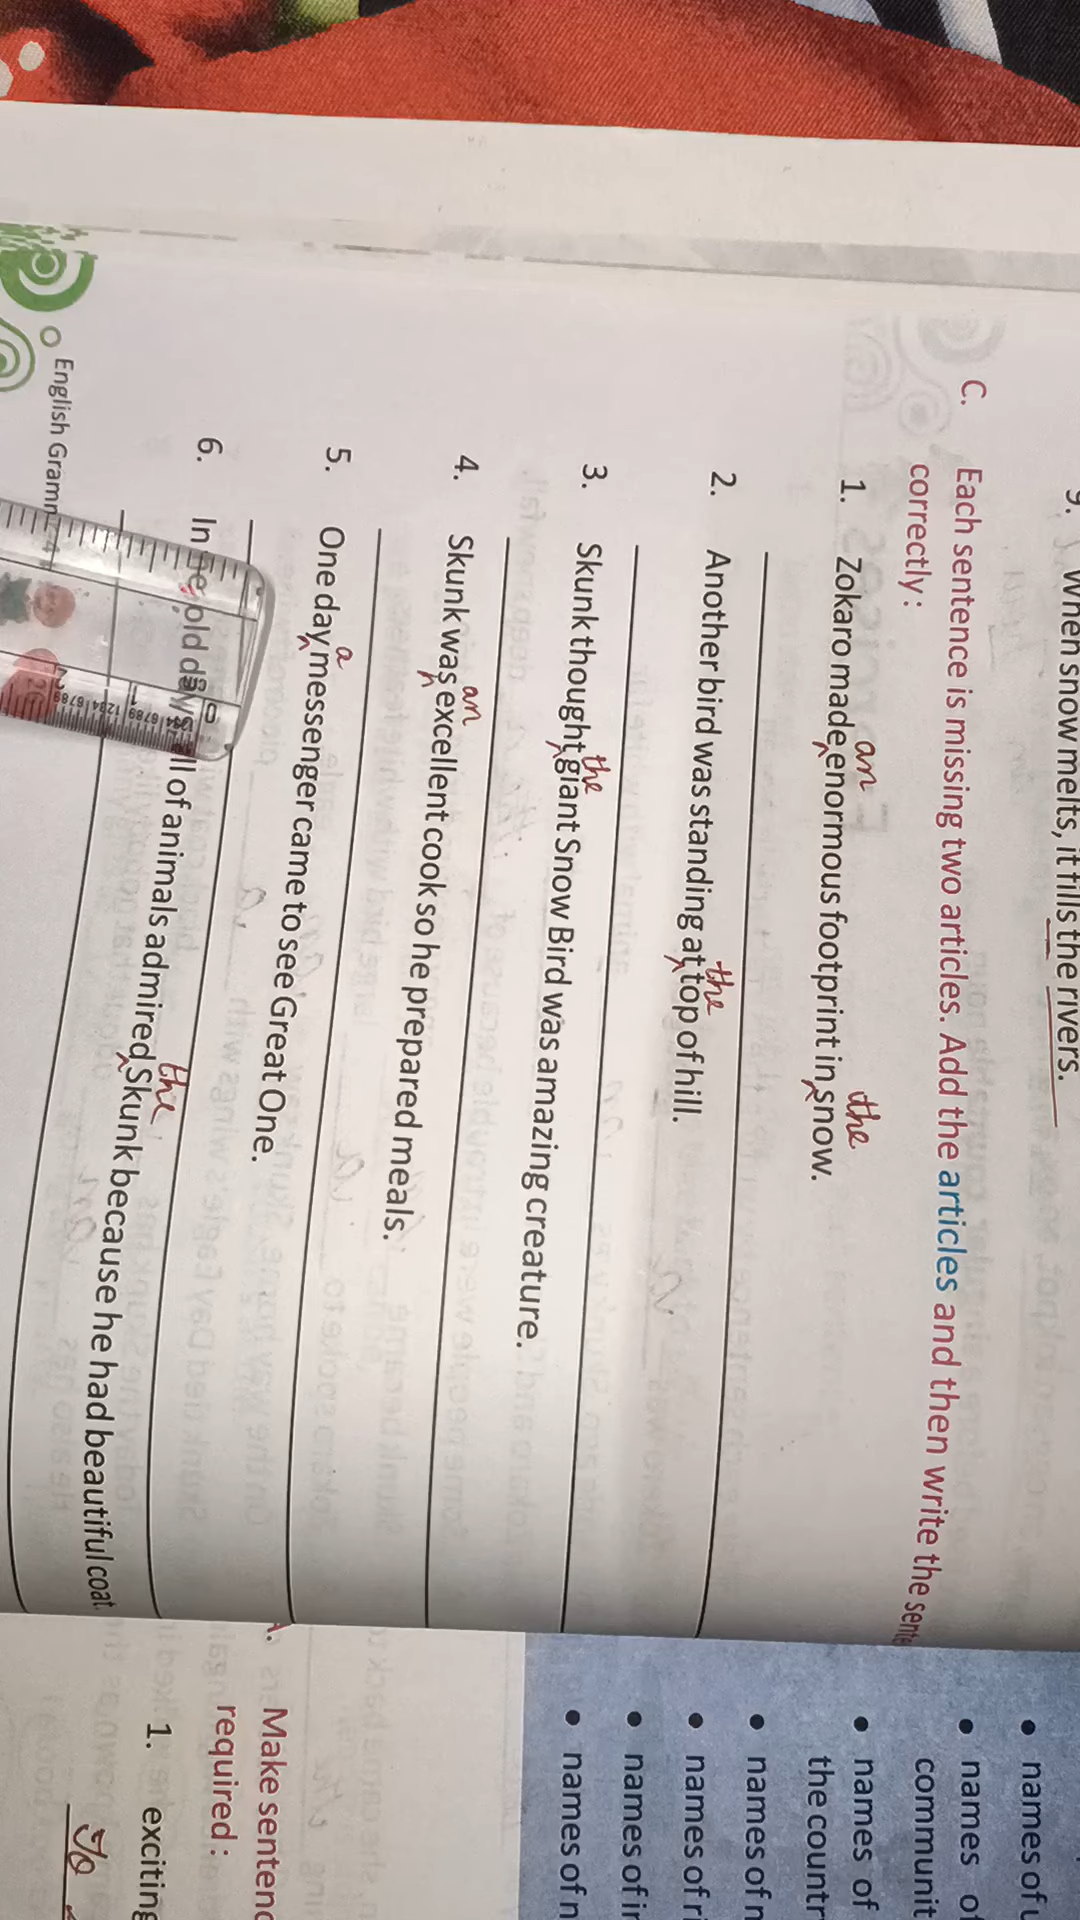 9. When snow melts, it fills the rivers.
C. Each sentence is missing two articles. Add the articles and then write the
correctly :
an the
1. Zokaro made enormous footprint in snow.
the
2. Another bird was standing at top of hill.
the
3. Skunk thought giant Snow Bird was amazing creature.
an
4. Skunk was excellent cook so he prepared meals.
a
5. One day messenger came to see Great One.
the
6. In old days all of animals admired Skunk because he had beautiful coat.
English
• names of
• names of
communit
• names of
the countr
• names of
• names of
• names of
• names of
A. Make
required :
1. exciting